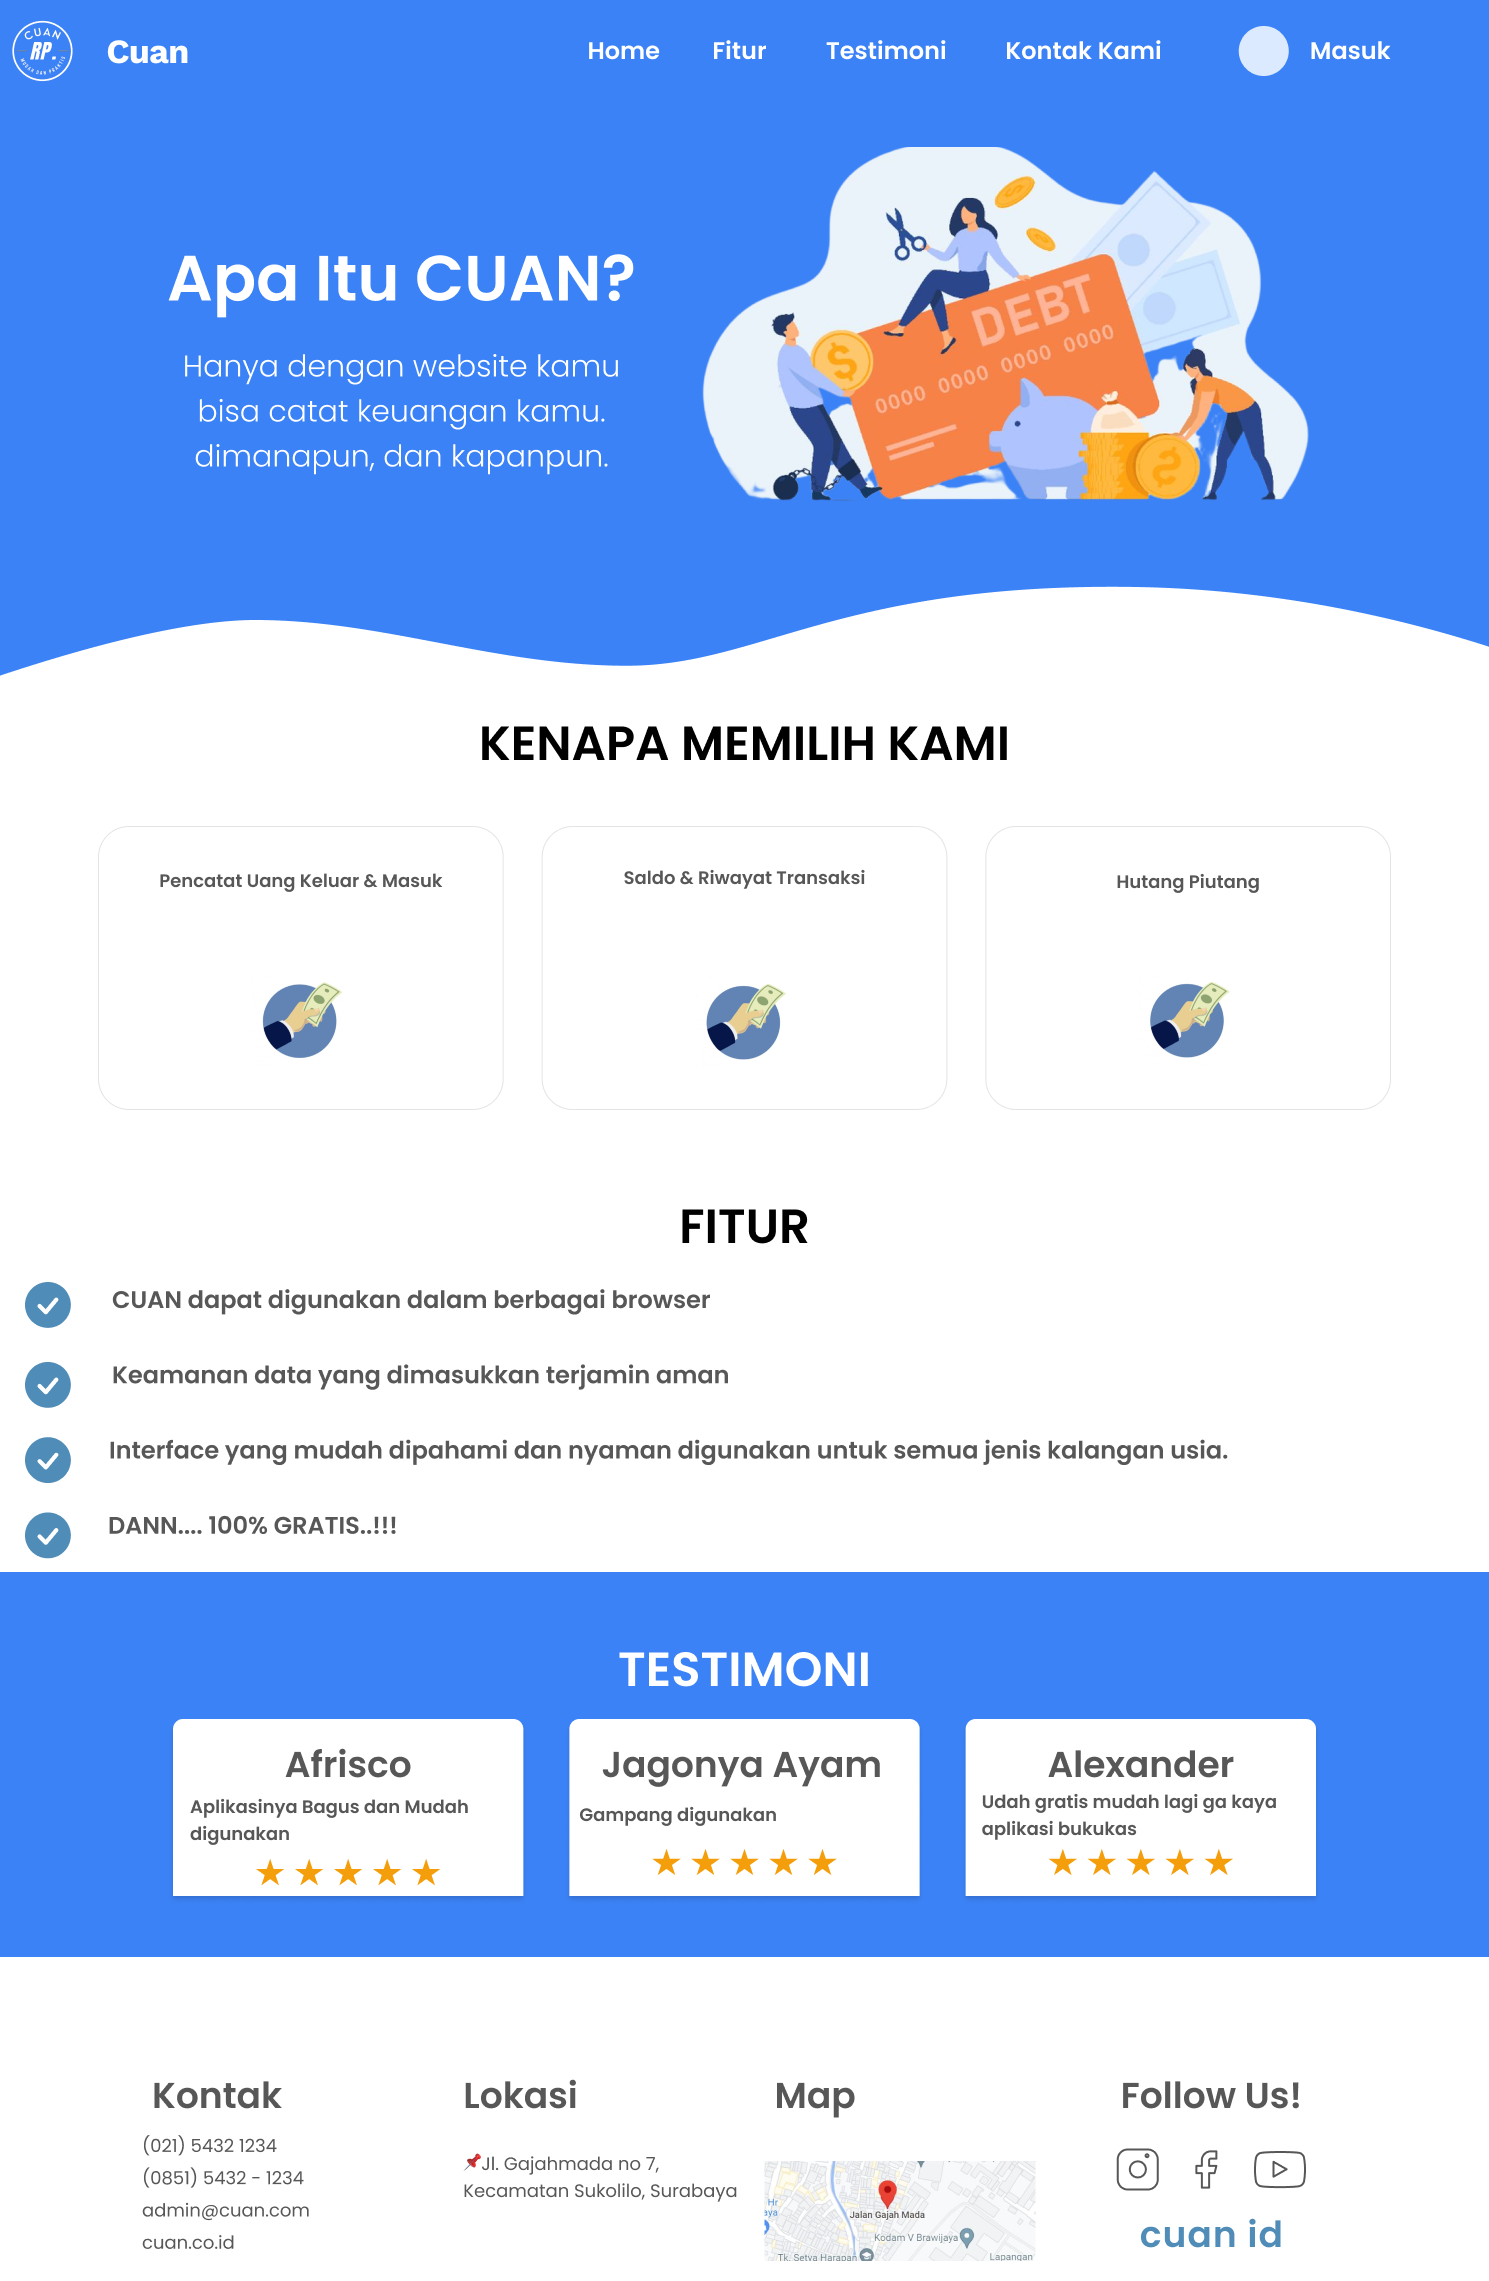 CUAN
RP.
MUDAH DAN PRAKTIS
Cuan
Home
Fitur
Testimoni
Kontak Kami
Masuk
Apa Itu CUAN?
Hanya dengan website kamu
bisa catat keuangan kamu.
dimanapun, dan kapanpun.
DEBT
0000 0000 0000 0000
KENAPA MEMILIH KAMI
Pencatat Uang Keluar & Masuk
Saldo & Riwayat Transaksi
Hutang Piutang
FITUR
CUAN dapat digunakan dalam berbagai browser
Keamanan data yang dimasukkan terjamin aman
Interface yang mudah dipahami dan nyaman digunakan untuk semua jenis kalangan usia.
DANN.... 100% GRATIS..!!!
TESTIMONI
Afrisco
Aplikasinya Bagus dan Mudah
digunakan
Jagonya Ayam
Gampang digunakan
Alexander
Udah gratis mudah lagi ga kaya
aplikasi bukukas
Kontak
(021) 5432 1234
(0851) 5432 - 1234
admin@cuan.com
cuan.co.id
Lokasi
Jl. Gajahmada no 7,
Kecamatan Sukolilo, Surabaya
Map
Hr
aya
Jalan Gajah Mada
Kodam V Brawijaya
Tk. Setya Harapan
Lapangan
Follow Us!
cuan id